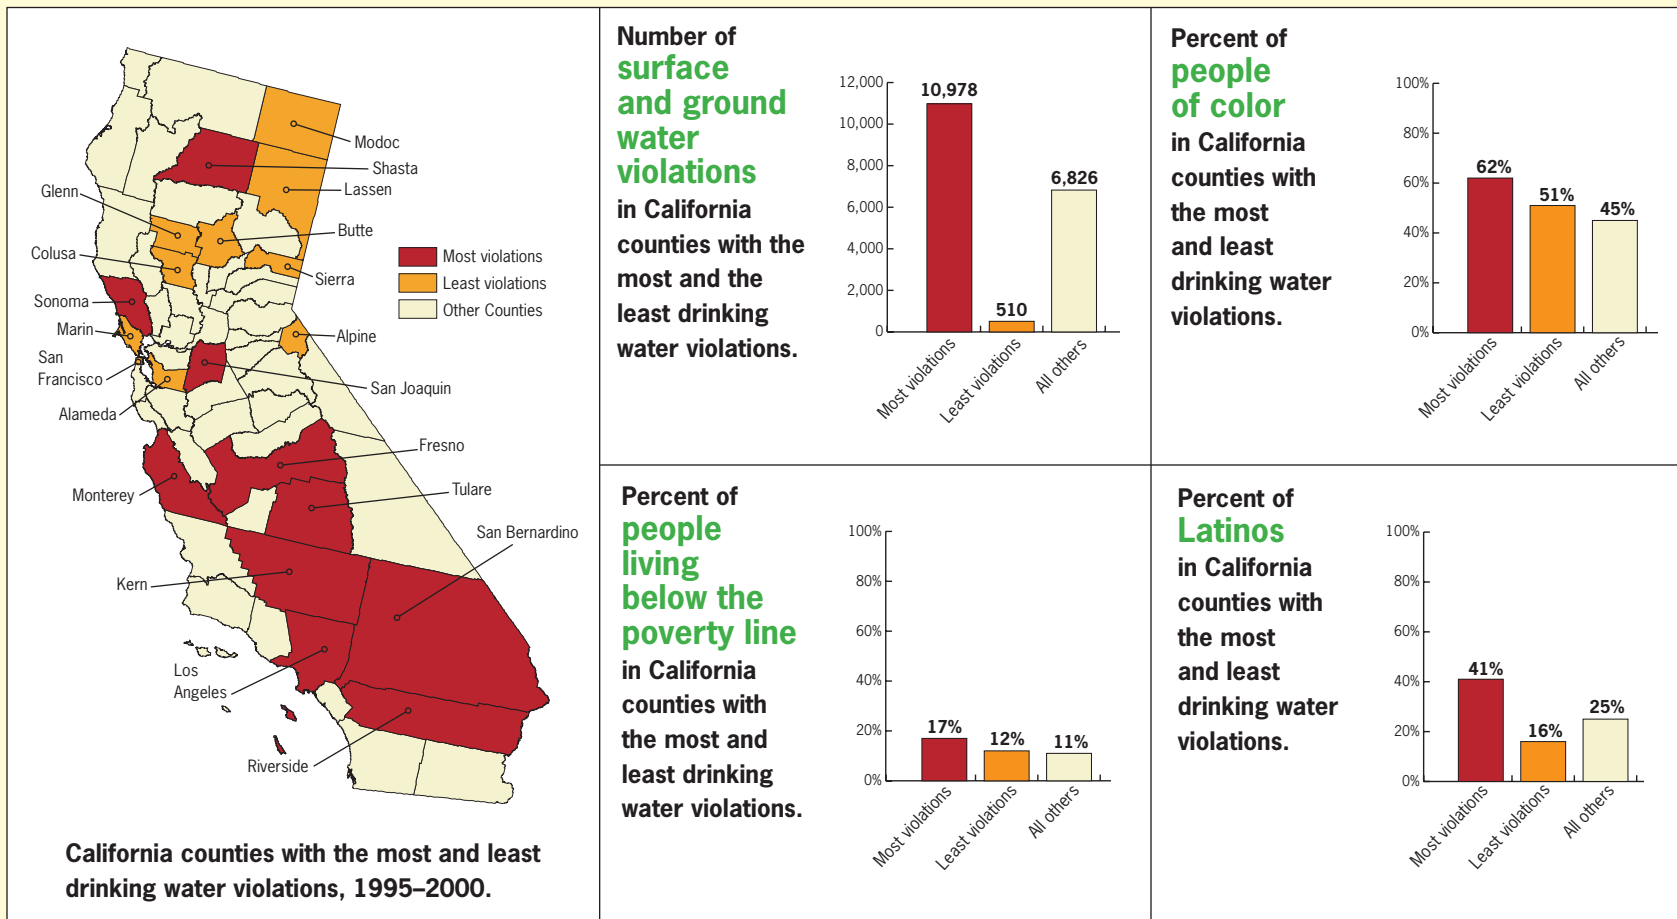 Modoc
Shasta
Lassen
Glenn
Butte
Colusa
Sierra
Sonoma
Marin
Alpine
San
Francisco
San Joaquin
Alameda
Fresno
Monterey
Tulare
San Bernardino
Kern
Los
Angeles
Riverside
Most violations
Least violations
Other Counties
California counties with the most and least
drinking water violations, 1995–2000.
Number of
surface
and ground
water
violations
in California
counties with the
most and the
least drinking
water violations.
12,000
10,000
8,000
6,000
4,000
2,000
0
10,978
510
6,826
Most violations
Least violations
All others
Percent of
people
of color
in California
counties with
the most
and least
drinking water
violations.
100%
80%
60%
40%
20%
0%
62%
51%
45%
Most violations
Least violations
All others
Percent of
people
living
below the
poverty line
in California
counties with
the most and
least drinking
water violations.
100%
80%
60%
40%
20%
0%
17%
12%
11%
Most violations
Least violations
All others
Percent of
Latinos
in California
counties with
the most
and least
drinking water
violations.
100%
80%
60%
40%
20%
0%
41%
16%
25%
Most violations
Least violations
All others